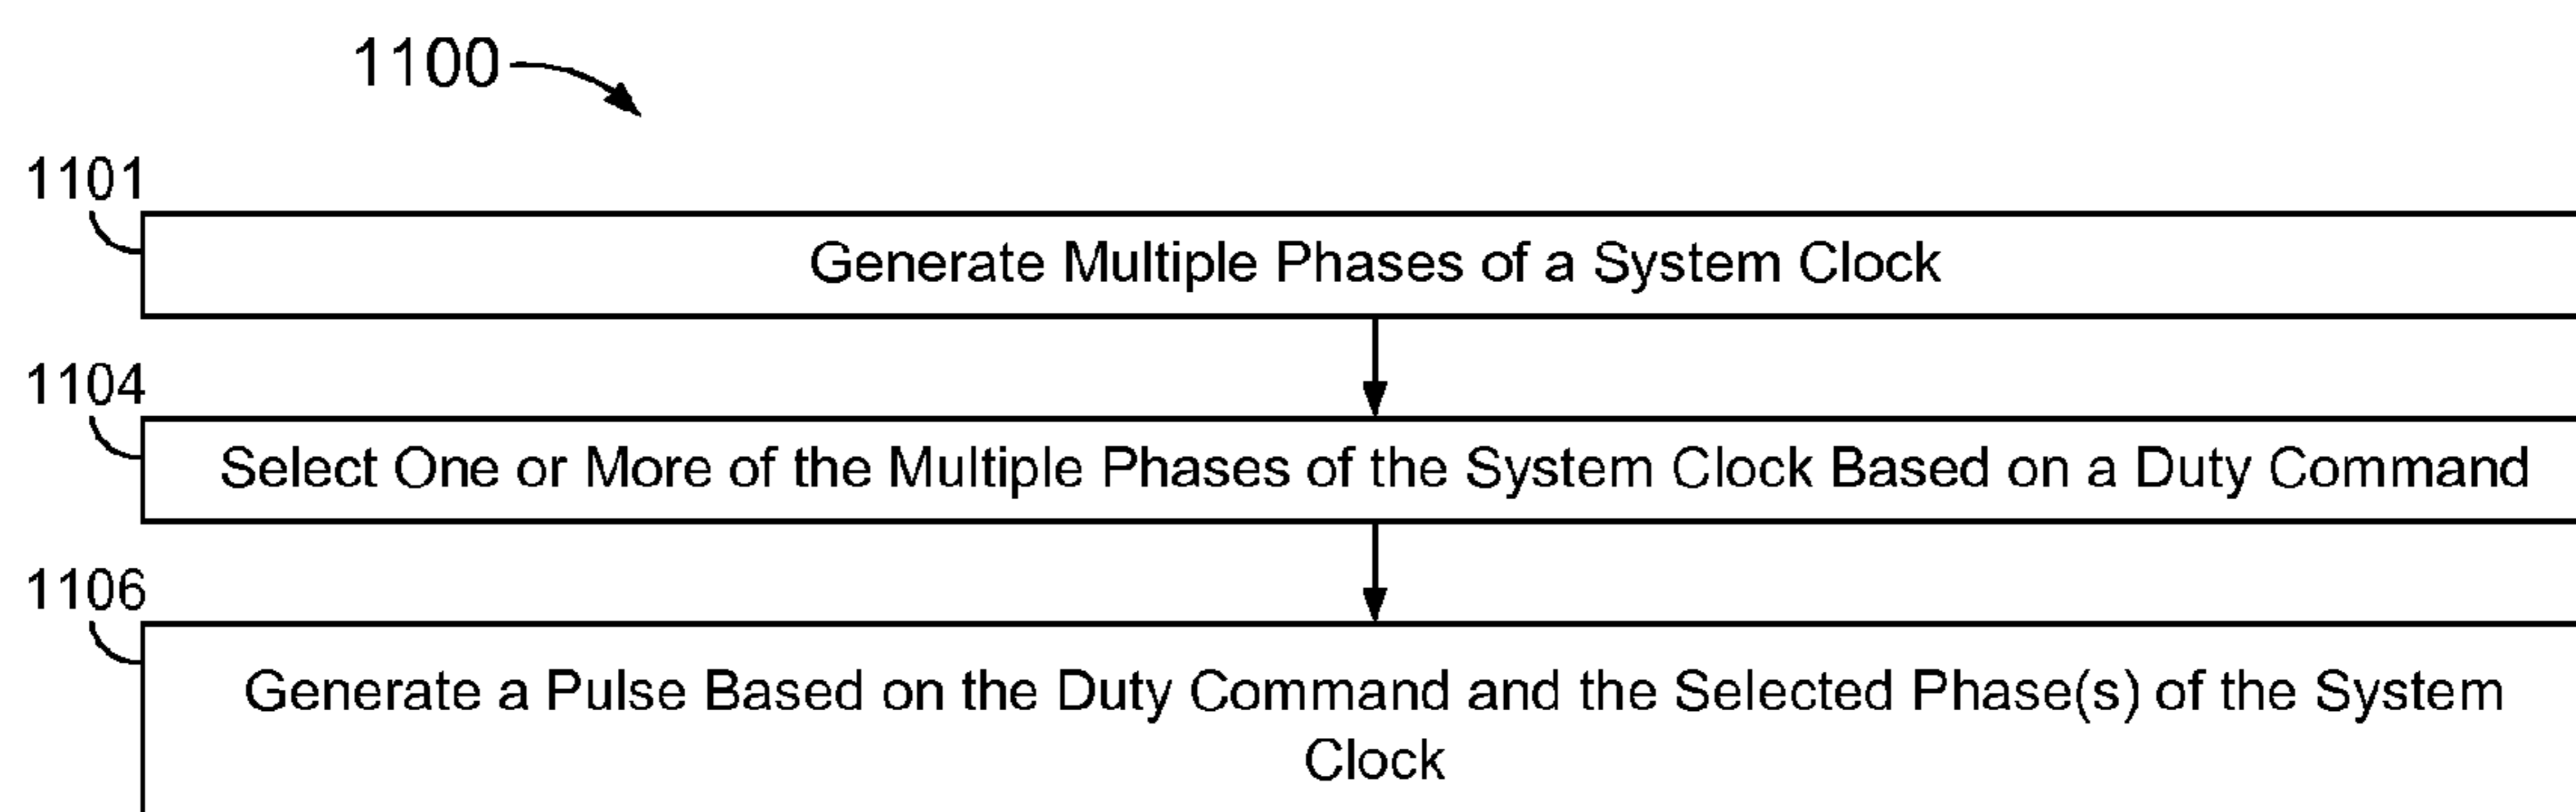 1100
1101
Generate Multiple Phases of a System Clock
1104
Select One or More of the Multiple Phases of the System Clock Based on a Duty Command
1106
Generate a Pulse Based on the Duty Command and the Selected Phase(s) of the System
Clock